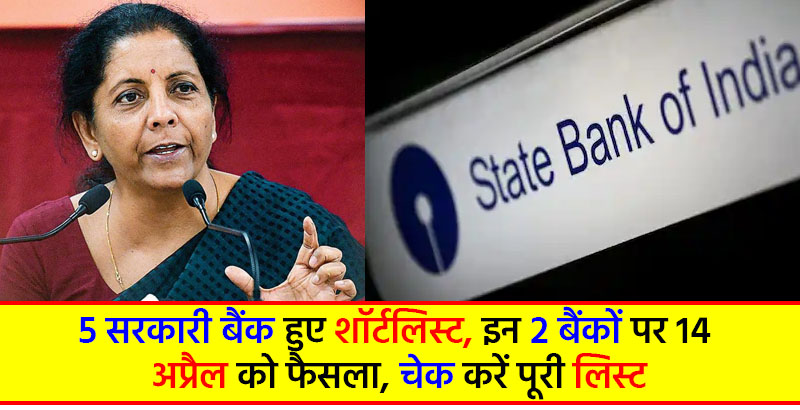 State Bank of India
5 सरकारी बैंक हुए शॉर्टलिस्ट, इन 2 बैंकों पर 14
अप्रैल को फैसला, चेक करें पूरी लिस्ट